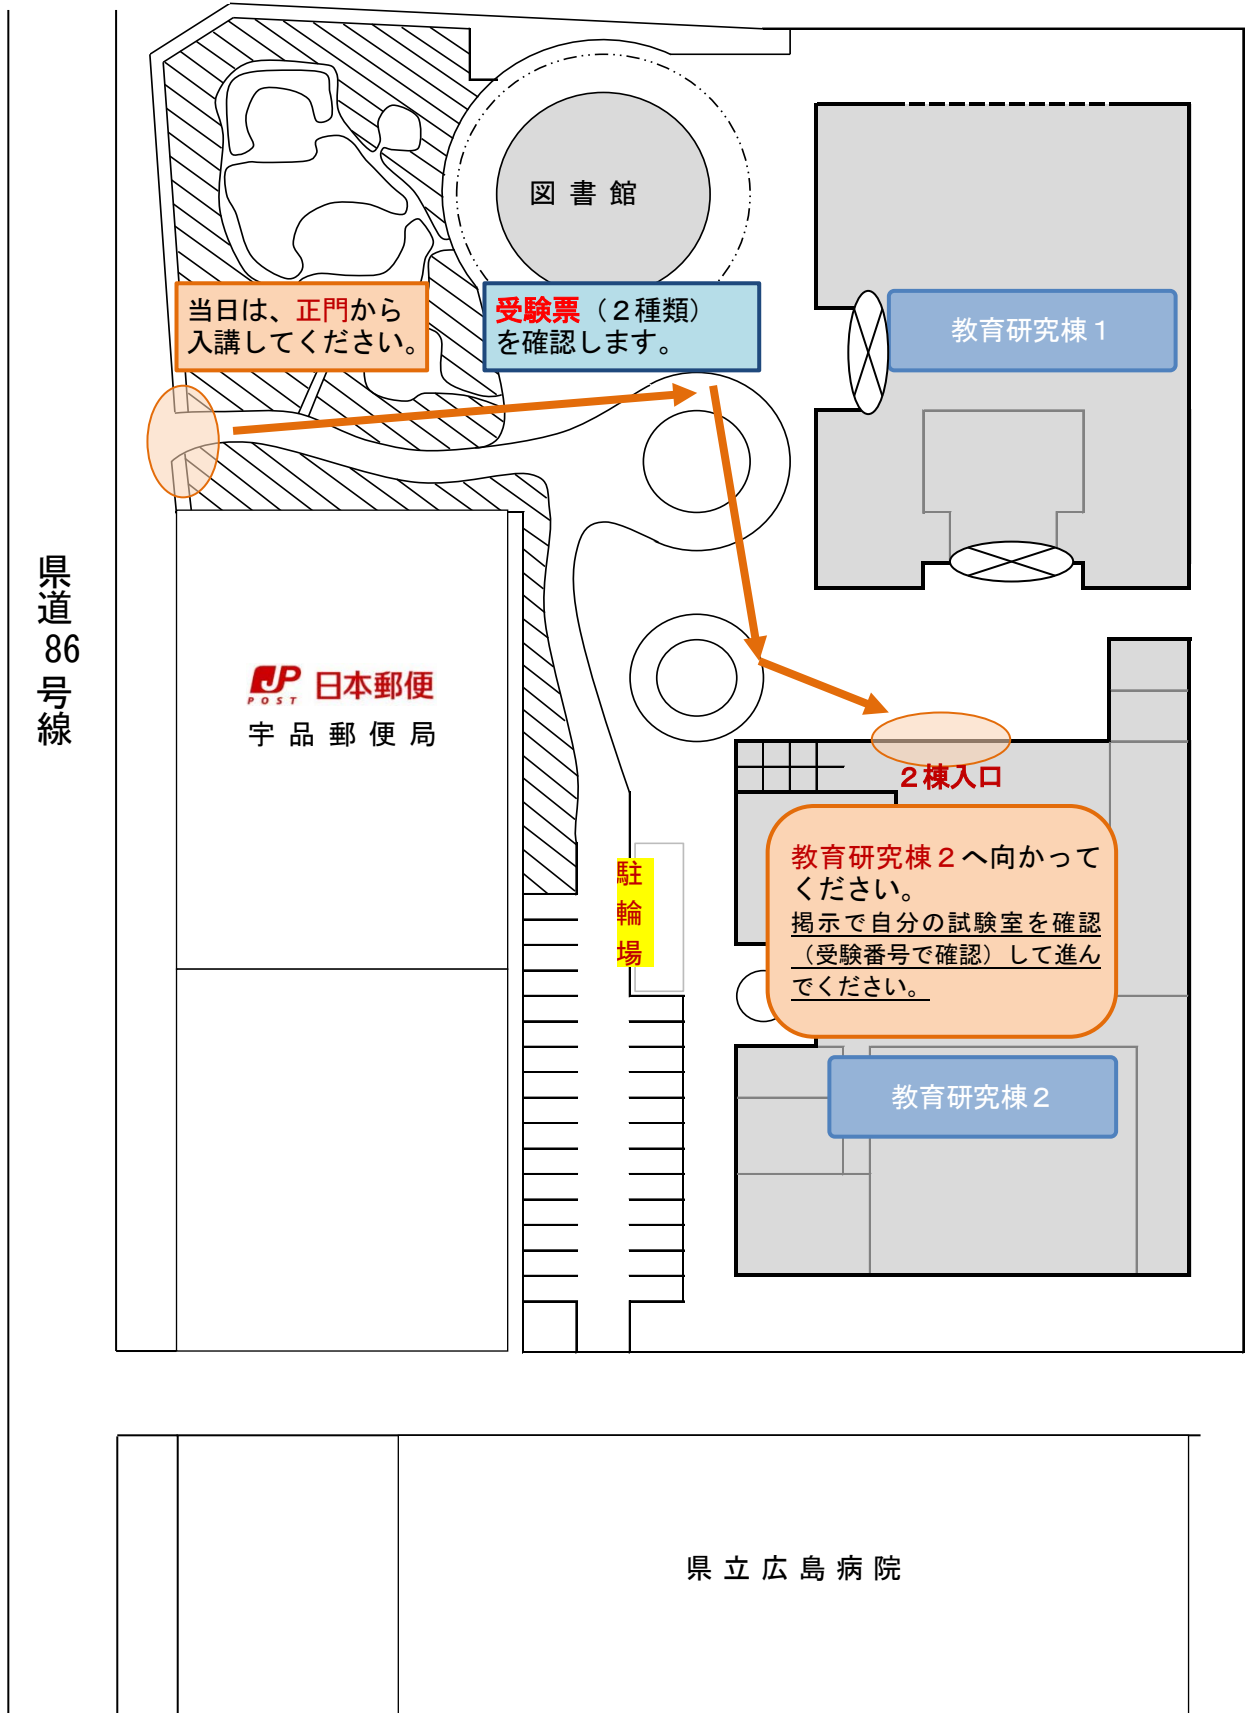 図書館
当日は、正門から
入講してください。
受験票（２種類）
を確認します。
教育研究棟１
県道86号線
JP
POST
日本郵便
宇品郵便局
２棟入口
教育研究棟２へ向かって
ください。
掲示で自分の試験室を確認
（受験番号で確認）して進ん
でください。
駐輪場
教育研究棟２
県立広島病院